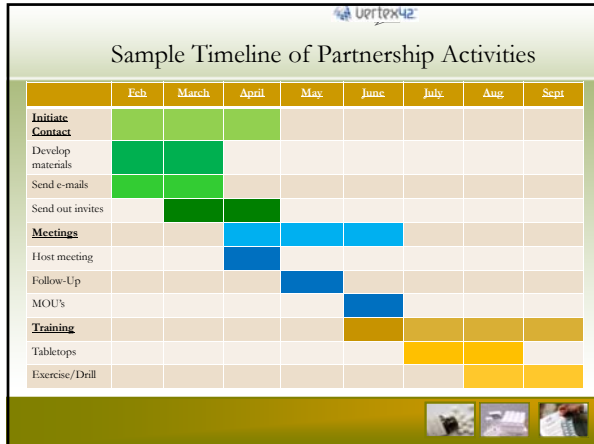 vertex42
Sample Timeline of Partnership Activities
Feb March April May June July Aug Sept
Initiate
Contact
Develop
materials
Send e-mails
Send out invites
Meetings
Host meeting
Follow-Up
MOU's
Training
Tabletops
Exercise/Drill